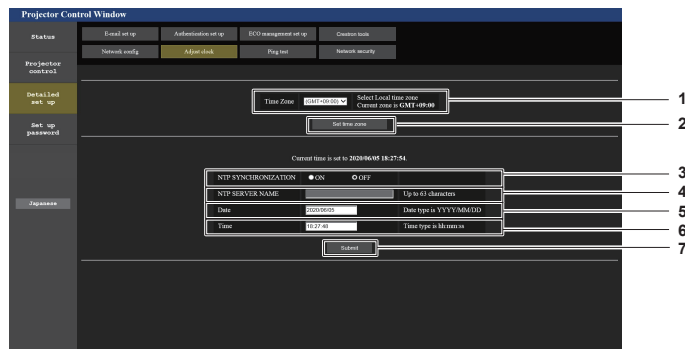 Projector Control Window
Status
E-mail set up
Authentication set up
ECO management set up
Crestron tools
Network config
Adjust clock
Ping test
Network security
Projector
control
Detailed
set up
Set up
password
Japanese
Time Zone
(GMT+09:00)
Select Local time zone
Current zone is GMT+09:00
1
Set time zone
2
Current time is set to 2020/06/05 18:27:54.
NTP SYNCHRONIZATION
ON
OFF
3
NTP SERVER NAME
Up to 63 characters
4
Date
2020/06/05
Date type is YYYY/MM/DD
5
Time
18:27:48
Time type is hh:mm:ss
6
Submit
7